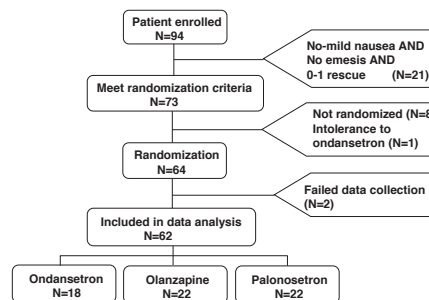 Patient enrolled
N=94
No-mild nausea AND
No emesis AND
0-1 rescue (N=21)
Meet randomization criteria
N=73
Not randomized (N=8
Intolerance to
ondansetron (N=1)
Randomization
N=64
Failed data collection
(N=2)
Included in data analysis
N=62
Ondansetron
N=18
Olanzapine
N=22
Palonosetron
N=22